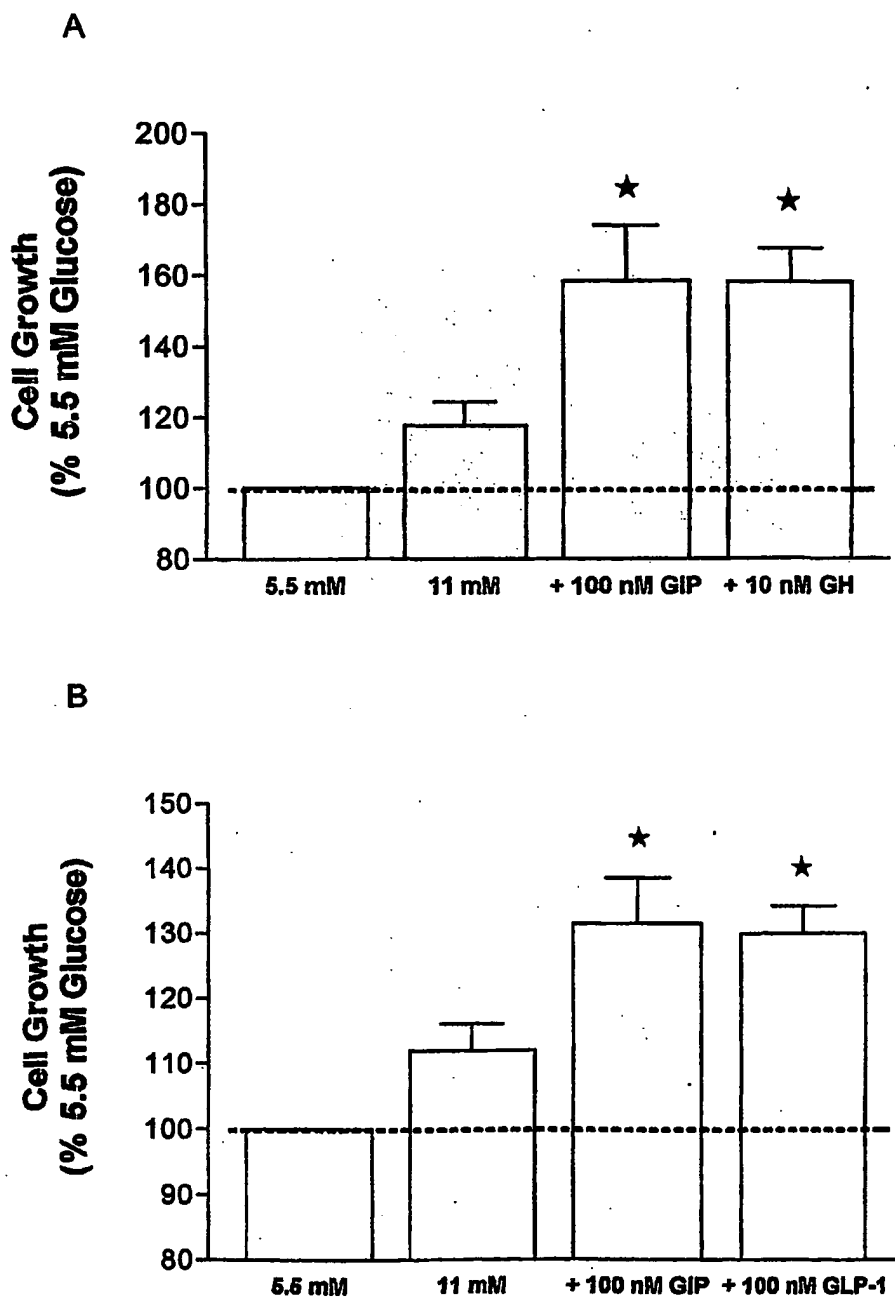 A
Cell Growth
(% 5.5 mM Glucose)
200
180
160
140
120
100
80
★
★
5.5 mM
11 mM
+ 100 nM GIP
+ 10 nM GH
B
Cell Growth
(% 5.5 mM Glucose)
150
140
130
120
110
100
90
80
★
★
5.5 mM
11 mM
+ 100 nM GIP
+ 100 nM GLP-1